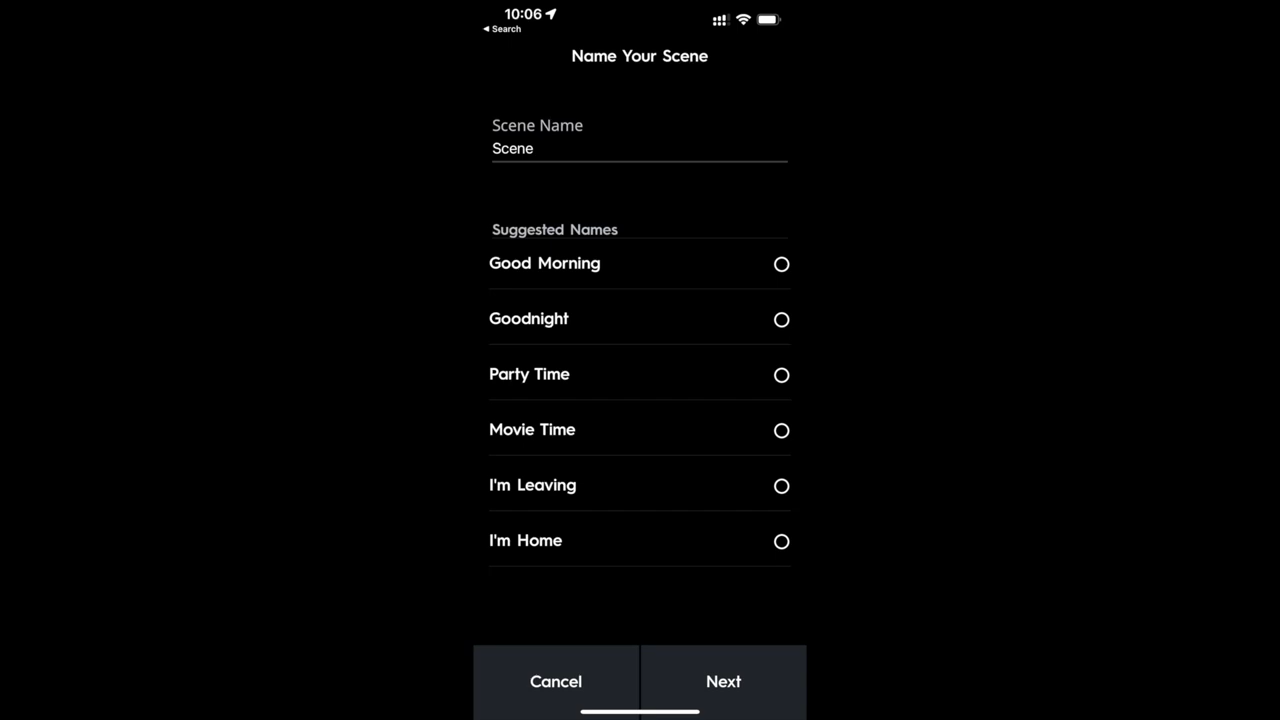 10:06
Search
Name Your Scene
Scene Name
Scene
Suggested Names
Good Morning
Goodnight
Party Time
Movie Time
I'm Leaving
I'm Home
Cancel
Next